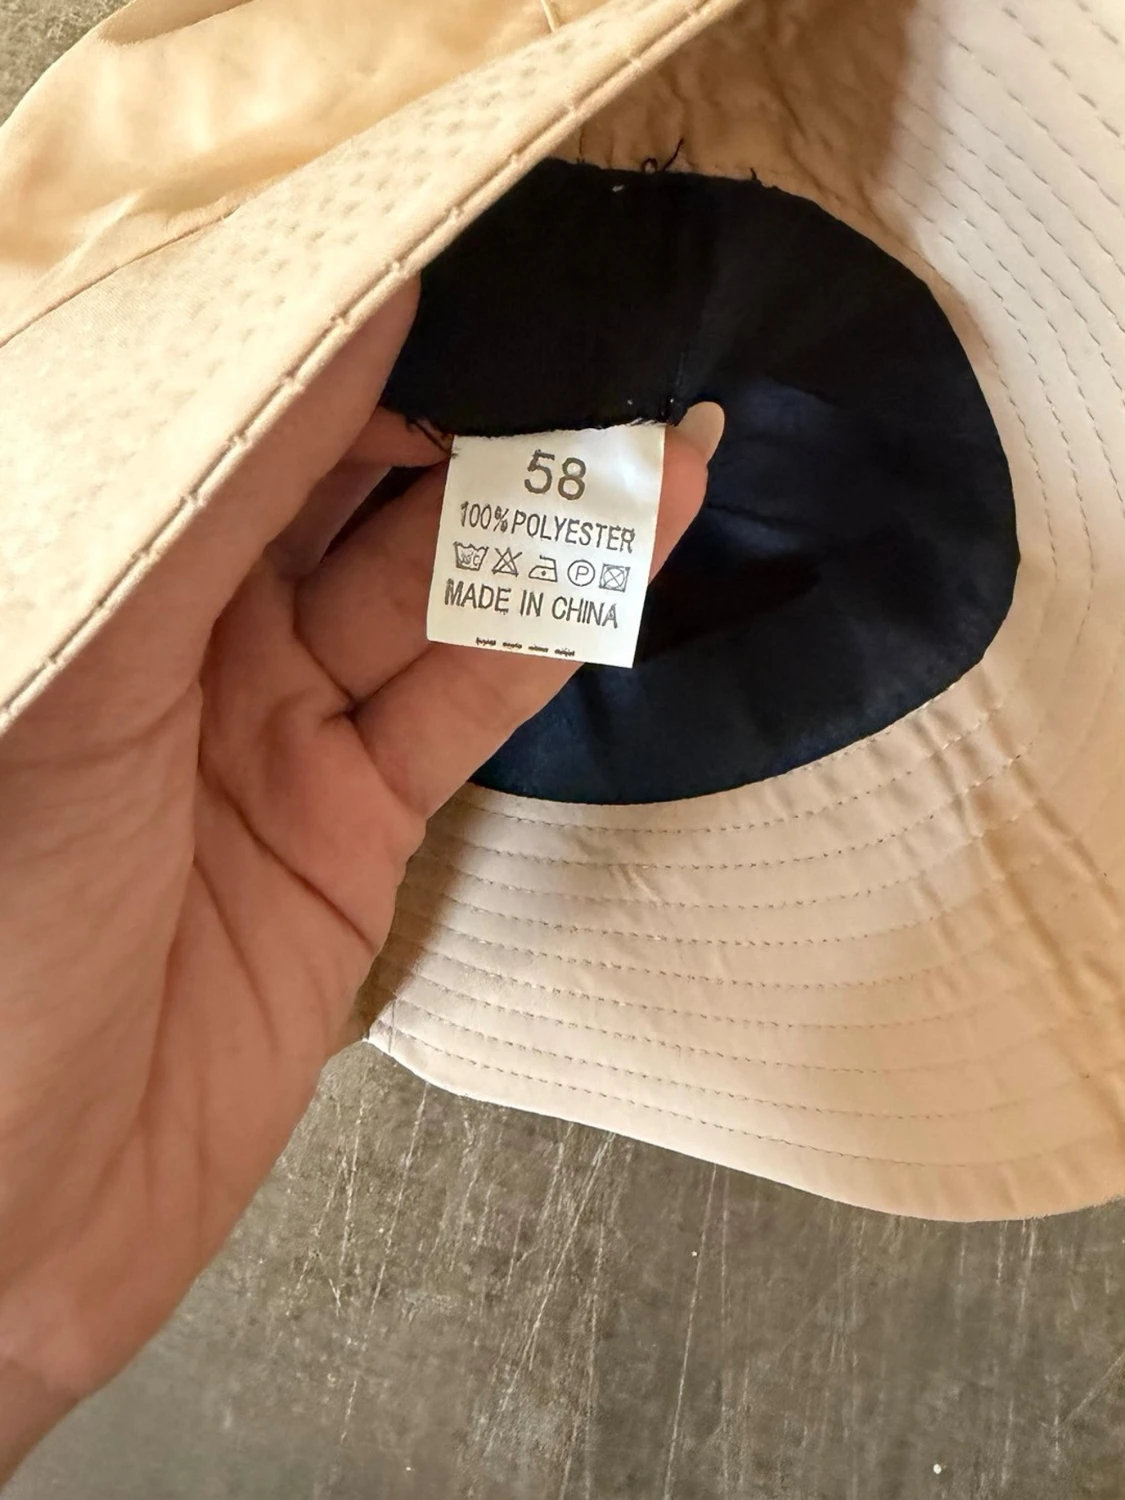 58
100% POLYESTER
P
MADE IN CHINA